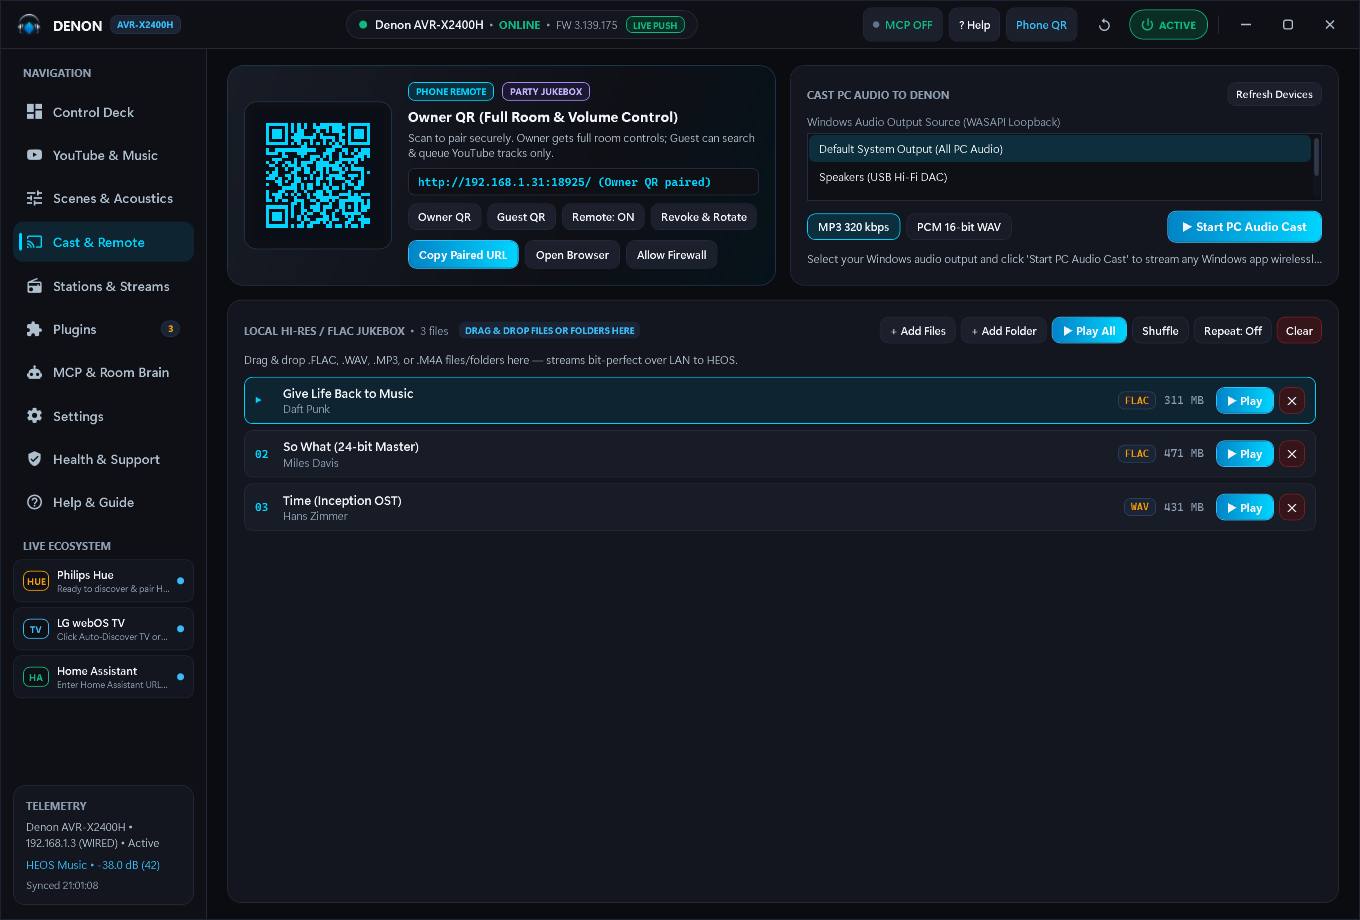 DENON AVR-X2400H
Denon AVR-X2400H • ONLINE • FW 3.139.175 LIVE PUSH
MCP OFF
? Help
Phone QR
ACTIVE
NAVIGATION
Control Deck
YouTube & Music
Scenes & Acoustics
Cast & Remote
Stations & Streams
Plugins 3
MCP & Room Brain
Settings
Health & Support
Help & Guide
LIVE ECOSYSTEM
HUE
Philips Hue
Ready to discover & pair H...
TV
LG webOS TV
Click Auto-Discover TV or...
HA
Home Assistant
Enter Home Assistant URL...
TELEMETRY
Denon AVR-X2400H •
192.168.1.3 (WIRED) • Active
HEOS Music • -38.0 dB (42)
Synced 21:01:08
PHONE REMOTE PARTY JUKEBOX
Owner QR (Full Room & Volume Control)
Scan to pair securely. Owner gets full room controls; Guest can search
& queue YouTube tracks only.
http://192.168.1.31:18925/ (Owner QR paired)
Owner QR Guest QR Remote: ON Revoke & Rotate
Copy Paired URL Open Browser Allow Firewall
CAST PC AUDIO TO DENON Refresh Devices
Windows Audio Output Source (WASAPI Loopback)
Default System Output (All PC Audio)
Speakers (USB Hi-Fi DAC)
MP3 320 kbps PCM 16-bit WAV ▶ Start PC Audio Cast
Select your Windows audio output and click 'Start PC Audio Cast' to stream any Windows app wirelessl...
LOCAL HI-RES / FLAC JUKEBOX • 3 files DRAG & DROP FILES OR FOLDERS HERE + Add Files + Add Folder ▶ Play All Shuffle Repeat: Off Clear
Drag & drop .FLAC, .WAV, .MP3, or .M4A files/folders here — streams bit-perfect over LAN to HEOS.
▶ Give Life Back to Music
Daft Punk
FLAC 311 MB ▶ Play ✕
02 So What (24-bit Master)
Miles Davis
FLAC 471 MB ▶ Play ✕
03 Time (Inception OST)
Hans Zimmer
WAV 431 MB ▶ Play ✕